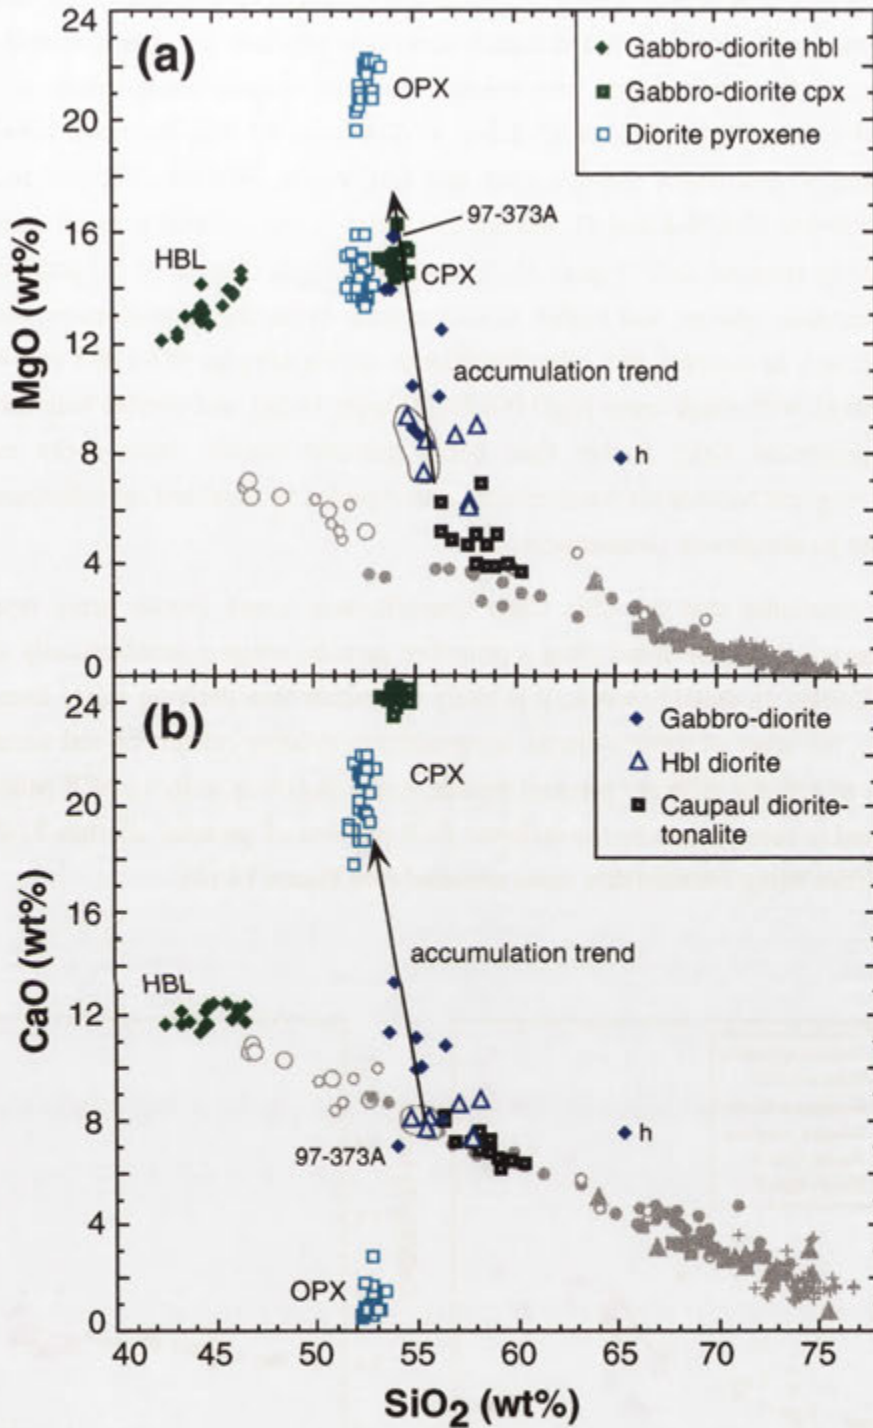 (a)
Gabbro-diorite hbl
Gabbro-diorite cpx
Diorite pyroxene
OPX
97-373A
HBL
CPX
accumulation trend
h
MgO (wt%)
24
20
16
12
8
4
0
(b)
Gabbro-diorite
Hbl diorite
Caupaul diorite-
tonalite
CPX
accumulation trend
HBL
h
97-373A
OPX
CaO (wt%)
24
20
16
12
8
4
0
40 45 50 55 60 65 70 75
SiO2 (wt%)